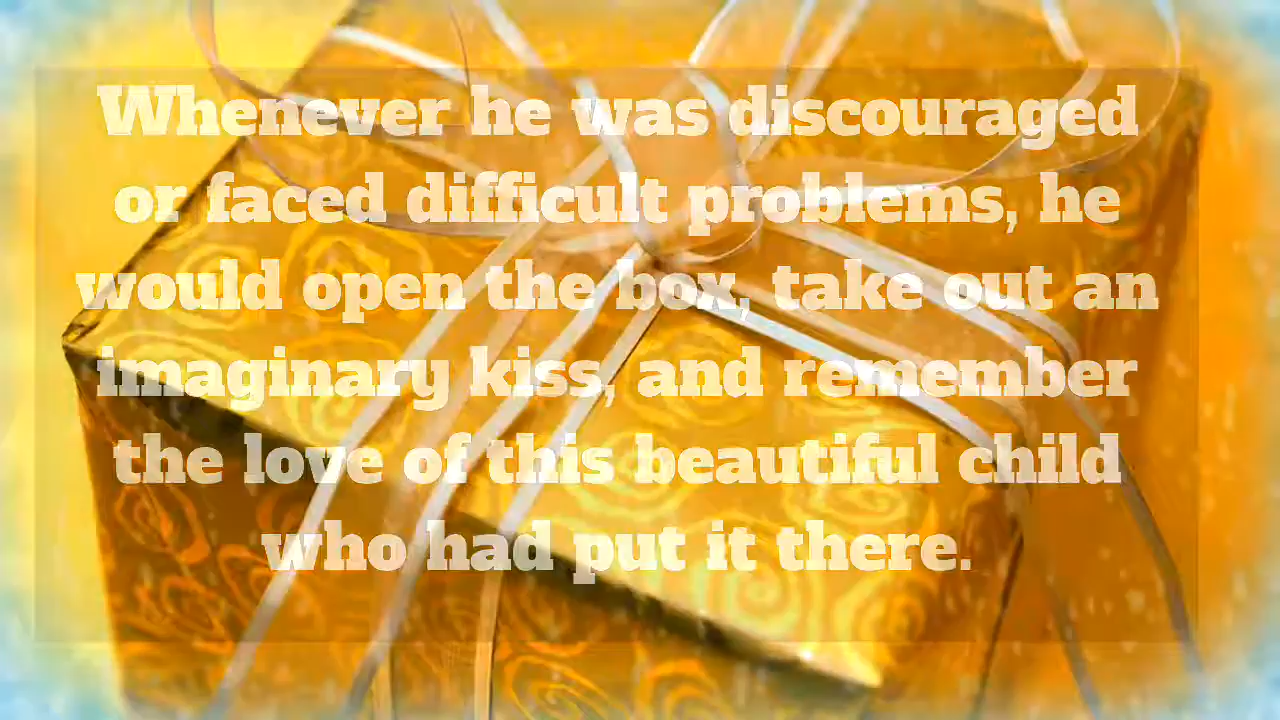 Whenever he was discouraged
or faced difficult problems, he
would open the box, take out an
imaginary kiss, and remember
the love of this beautiful child
who had put it there.